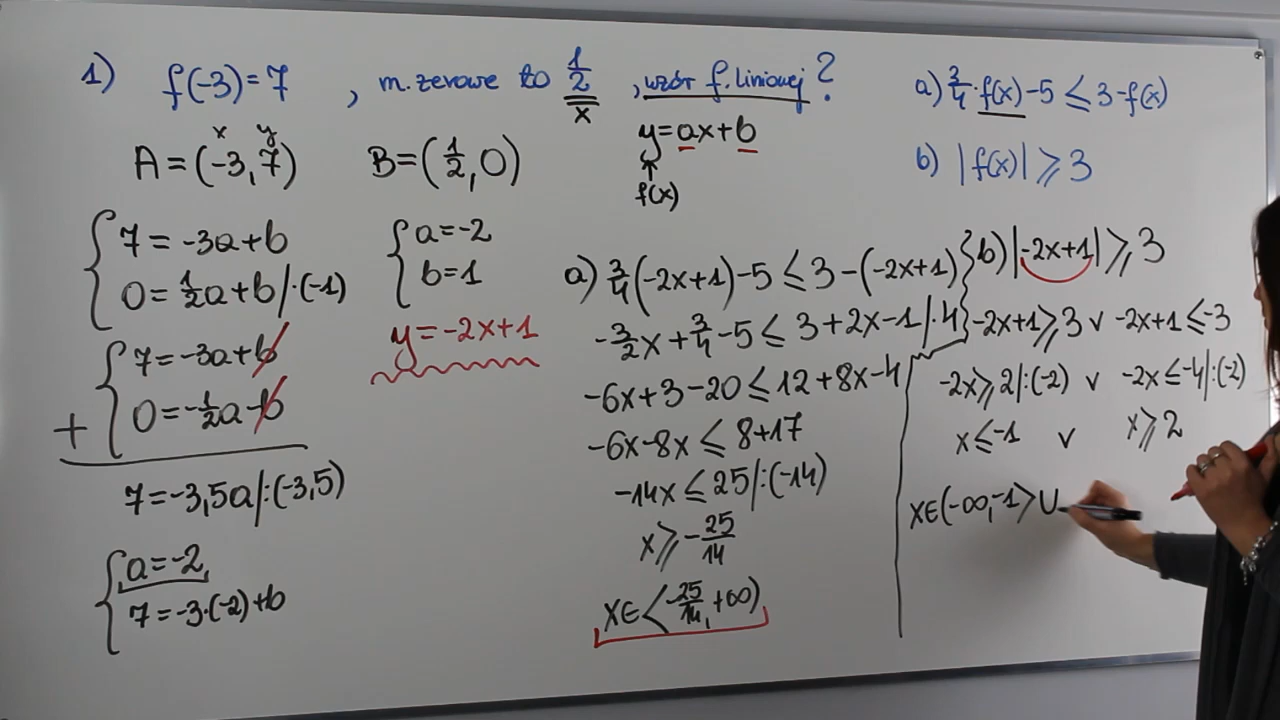 1) f(-3)=7 , m. zerowe to 1/2 , wzór f. liniowej ?
x
x y
A=(-3,7) B=(1/2,0)
y=ax+b
f(x)
a) 3/4·f(x)-5⩽3-f(x)
b) |f(x)|⩾3
{7=-3a+b
0=1/2a+b/·(-1)
{7=-3a+b
+ 0=-1/2a-b
7=-3,5a/:(-3,5)
{a=-2,
7=-3·(-2)+b
{a=-2
b=1
y=-2x+1
a) 3/4(-2x+1)-5⩽3-(-2x+1)
-3/2x+3/4-5⩽3+2x-1/·4
-6x+3-20⩽12+8x-4
-6x-8x⩽8+17
-14x⩽25/:(-14)
x⩾-25/14
x∈<-25/14,+∞)
b) |-2x+1|⩾3
-2x+1⩾3 v -2x+1⩽-3
-2x⩾2/:(-2) v -2x⩽-4/:(-2)
x⩽-1 v x⩾2
x∈(-∞,-1>∪